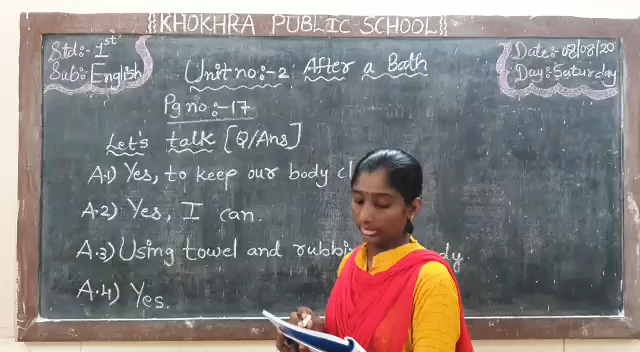 KHOKHRA PUBLIC SCHOOL
Std:- 1st
Sub:- English
Date:- 08/08/20
Day:- Saturday
Unit no:-2 After a Bath
Pg no:-17
Let's talk [Q/Ans]
A.1) Yes, to keep our body
A.2) Yes, I can.
A.3) Using towel and
A.4) Yes.